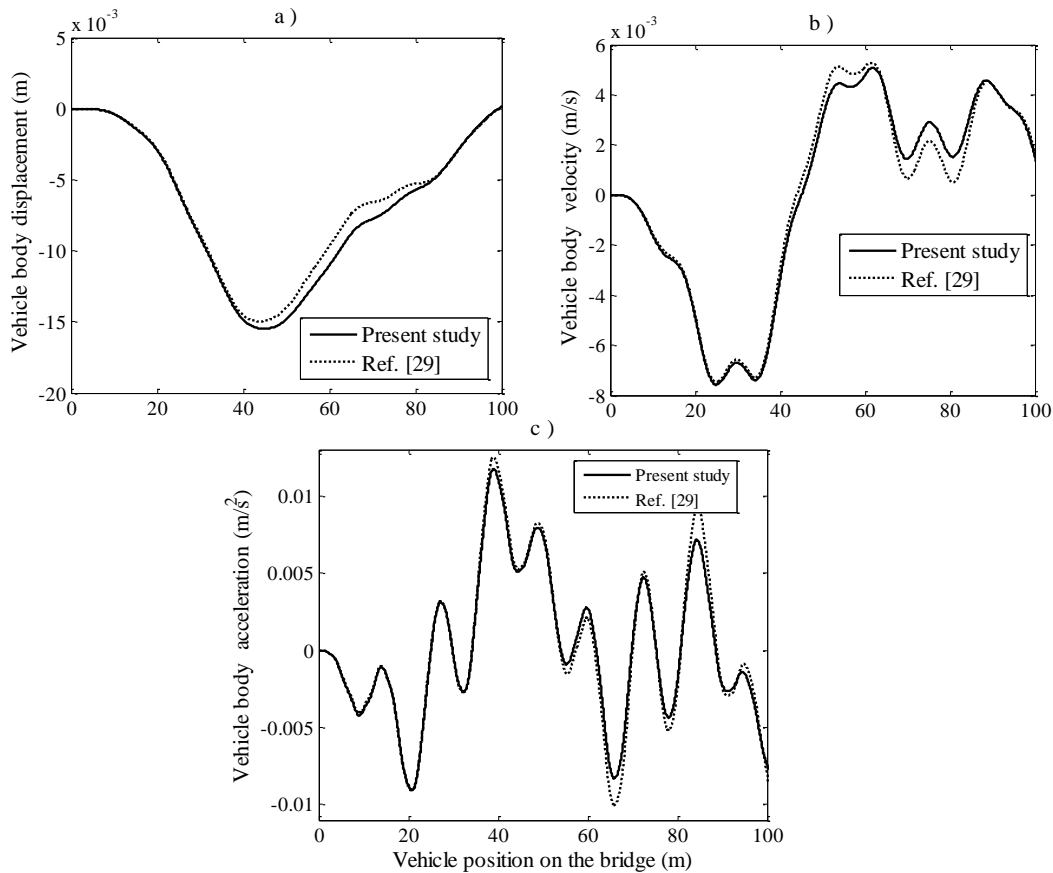 a )
x 10⁻³
5
0
-5
-10
-15
-20
0 20 40 60 80 100
Vehicle body displacement (m)
Present study
Ref. [29]
b )
x 10⁻³
6
4
2
0
-2
-4
-6
-8
0 20 40 60 80 100
Vehicle body velocity (m/s)
Present study
Ref. [29]
c )
0.01
0.005
0
-0.005
-0.01
0 20 40 60 80 100
Vehicle body acceleration (m/s²)
Present study
Ref. [29]
Vehicle position on the bridge (m)